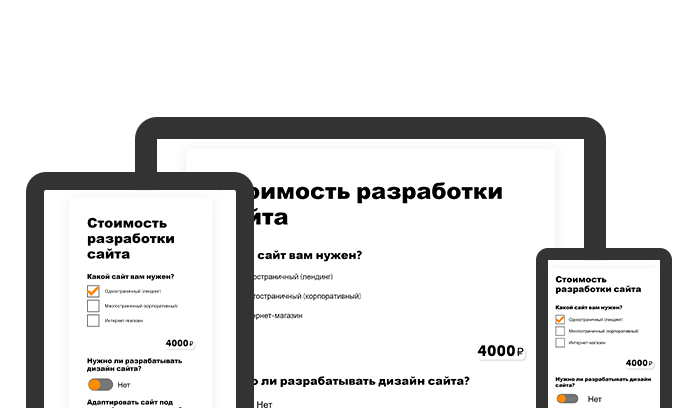 Стоимость
разработки
сайта
Какой сайт вам нужен?
Одностраничный (лендинг)
Многостраничный (корпоративный)
Интернет-магазин
4000₽
Нужно ли разрабатывать
дизайн сайта?
Нет
Адаптировать сайт под
оимость разработки
йта
сайт вам нужен?
остраничный (лендинг)
гостраничный (корпоративный)
ернет-магазин
4000₽
о ли разрабатывать дизайн сайта?
Нет
Стоимость
разработки сайта
Какой сайт вам нужен?
Одностраничный (лендинг)
Многостраничный (корпоративный)
Интернет-магазин
4000₽
Нужно ли разрабатывать дизайн
сайта?
Нет